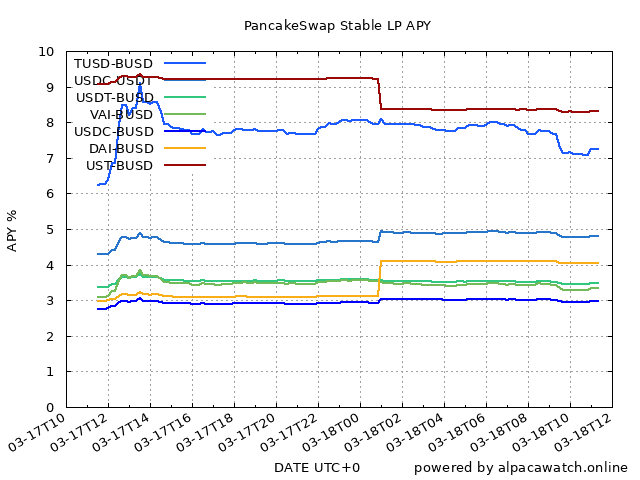 PancakeSwap Stable LP APY
10
9
8
7
6
5
4
3
2
1
0
APY %
TUSD-BUSD
USDC-USDT
USDT-BUSD
VAI-BUSD
USDC-BUSD
DAI-BUSD
UST-BUSD
03-17T10
03-17T12
03-17T14
03-17T16
03-17T18
03-17T20
03-17T22
03-18T00
03-18T02
03-18T04
03-18T06
03-18T08
03-18T10
03-18T12
DATE UTC+0
powered by alpacawatch.online